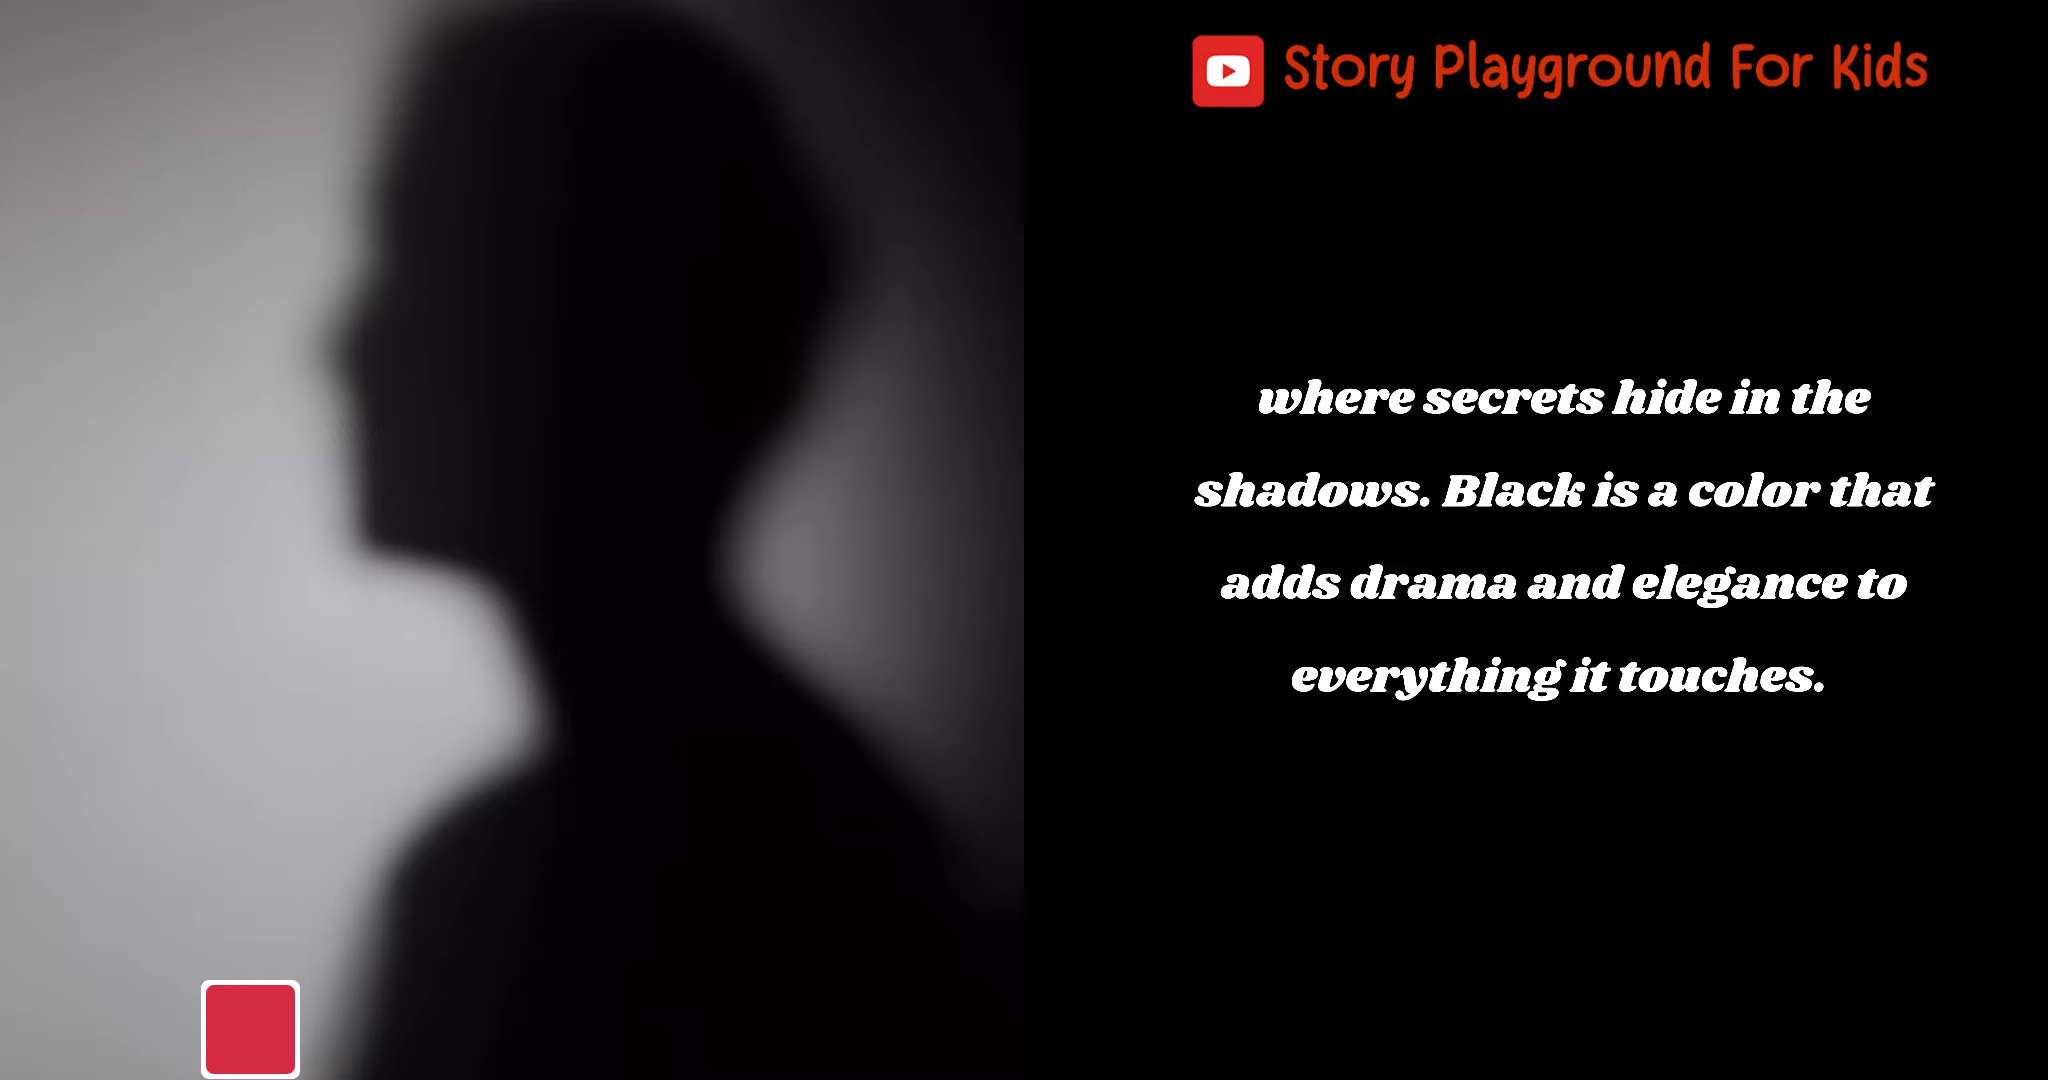 Story Playground For Kids
where secrets hide in the
shadows. Black is a color that
adds drama and elegance to
everything it touches.